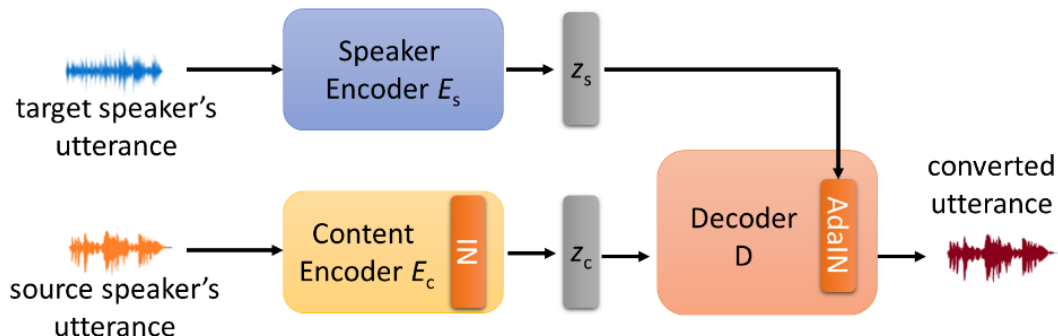 Speaker
Encoder Es
zs
target speaker's
utterance
Content
Encoder Ec
IN
zc
Decoder
D
AdaIN
converted
utterance
source speaker's
utterance